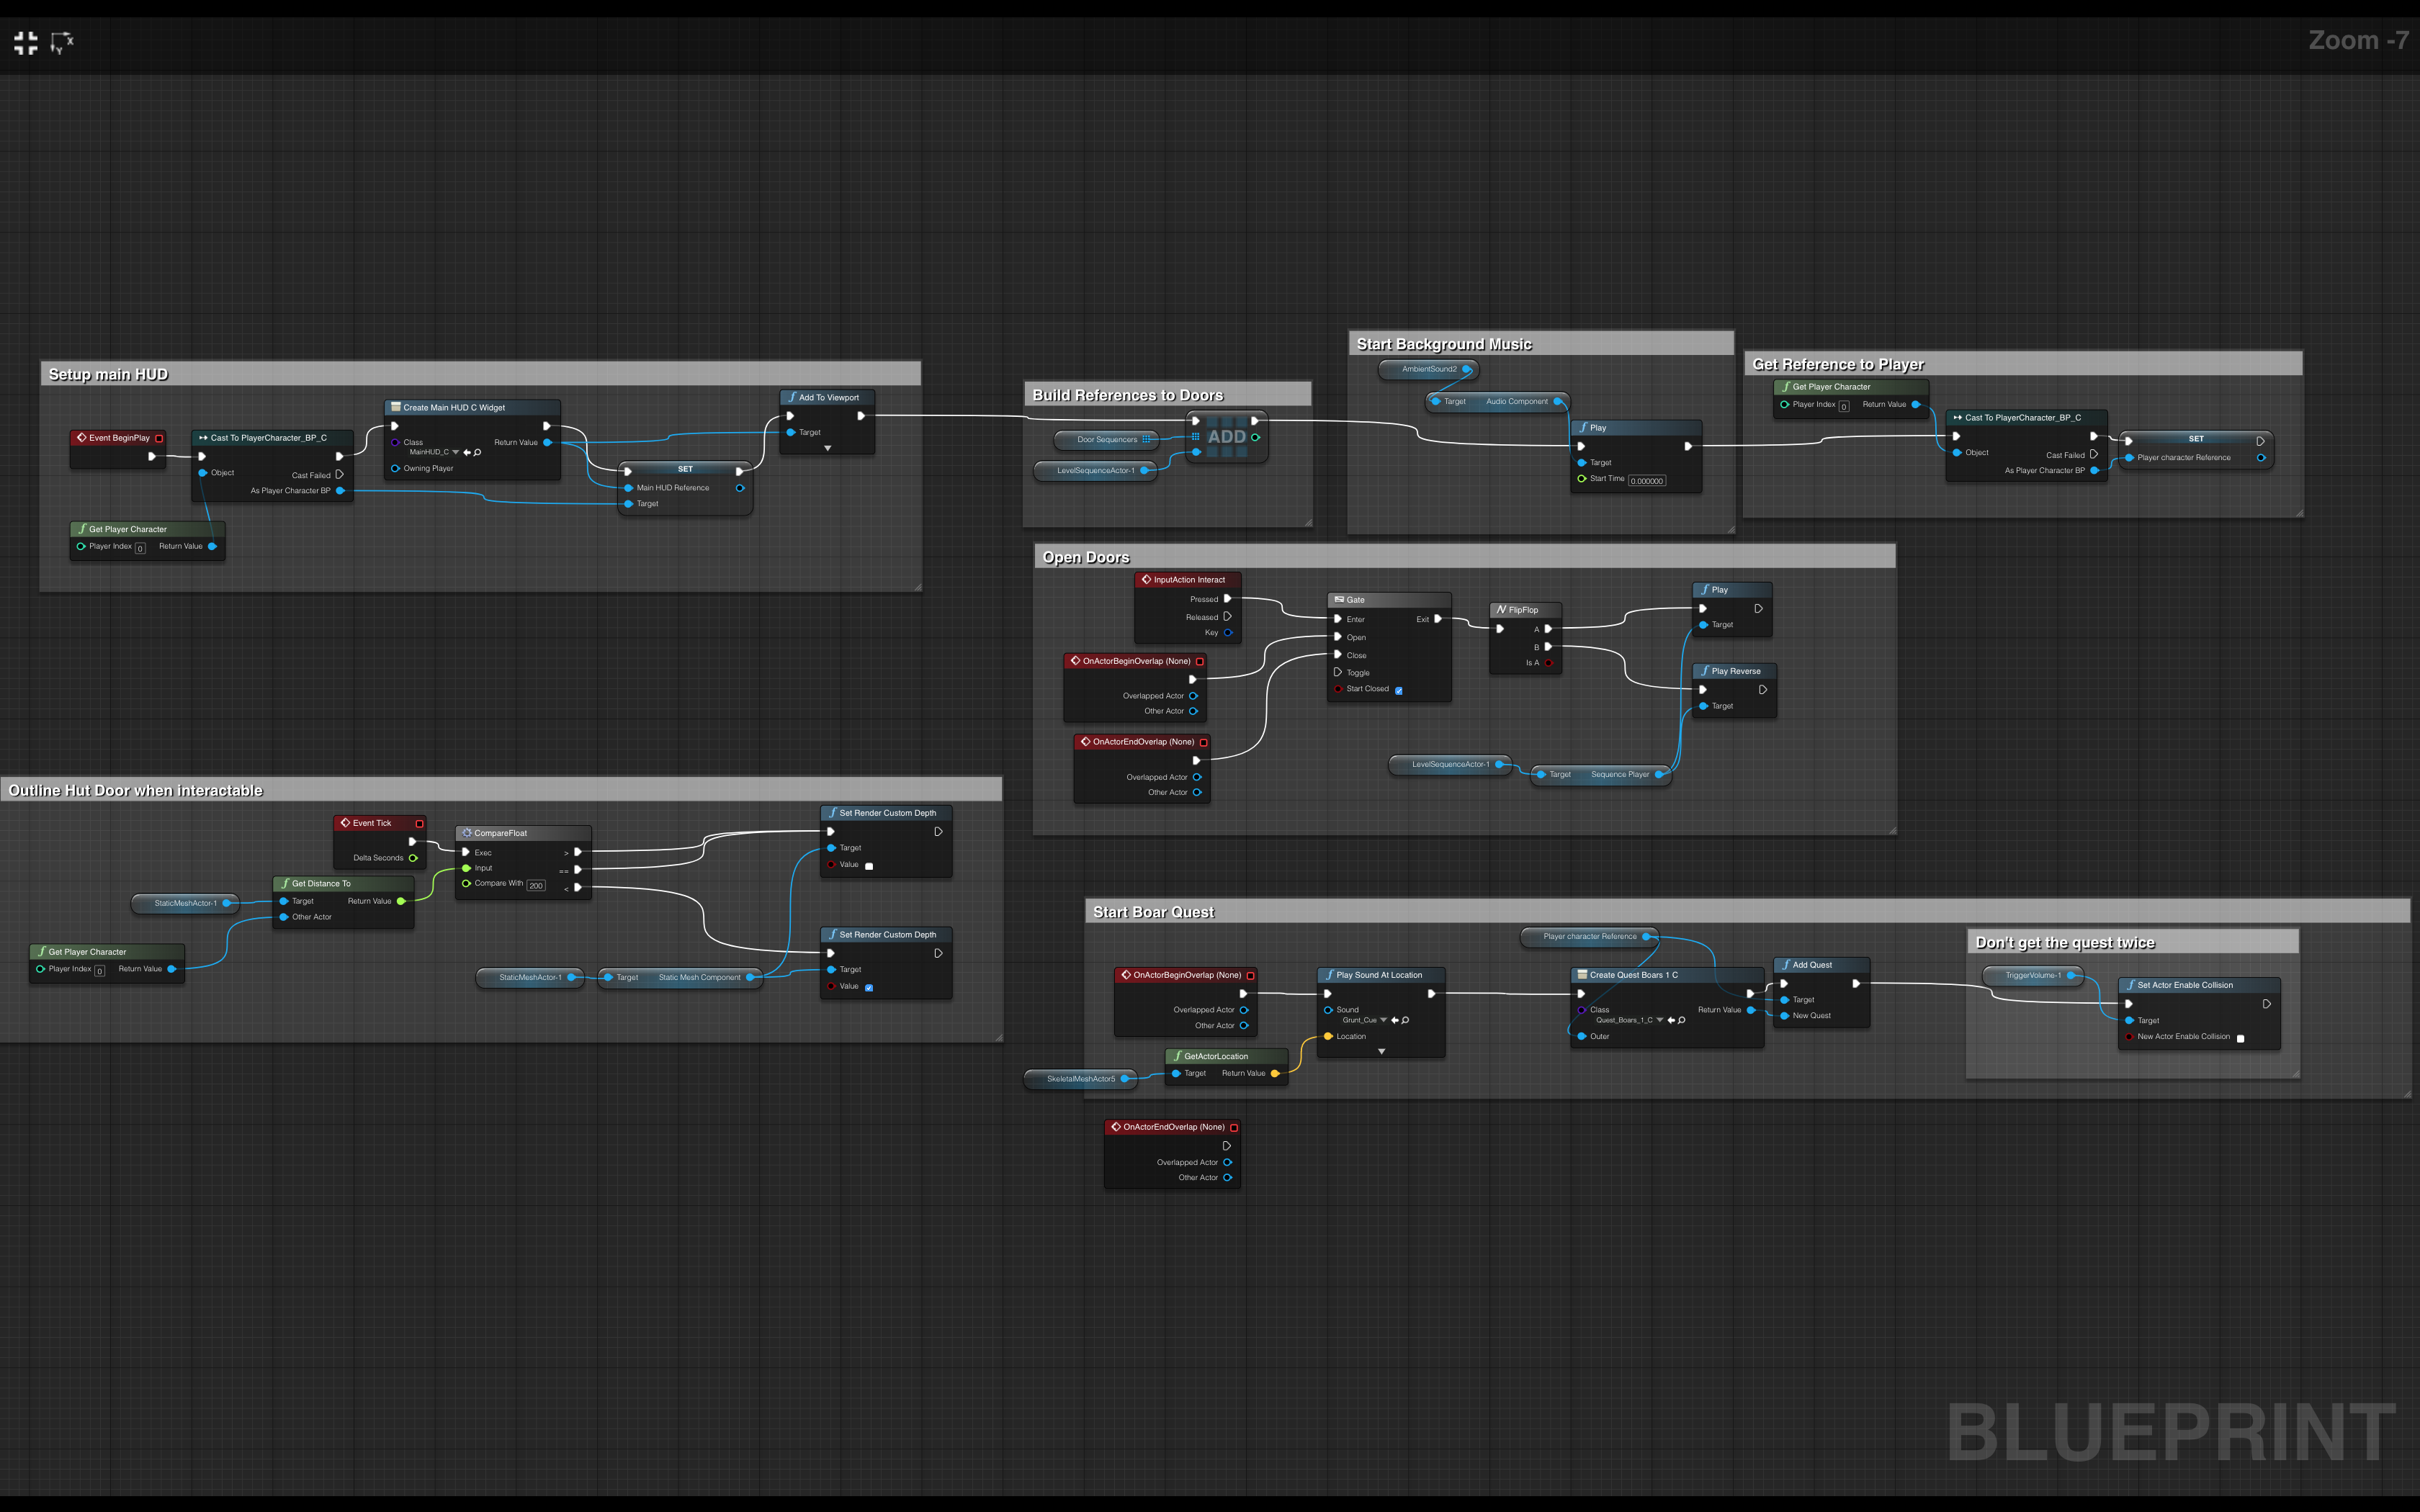 X
Y
Zoom -7
Setup main HUD
Event BeginPlay
Cast To PlayerCharacter_BP_C
Object
Cast Failed
As Player Character BP
Get Player Character
Player Index 0 Return Value
Create Main HUD C Widget
Class
MainHUD_C
Return Value
Owning Player
SET
Main HUD Reference
Target
Add To Viewport
Target
Build References to Doors
Door Sequencers
LevelSequenceActor-1
ADD
Start Background Music
AmbientSound2
Target Audio Component
Play
Target
Start Time 0.000000
Get Reference to Player
Get Player Character
Player Index 0 Return Value
Cast To PlayerCharacter_BP_C
Object
Cast Failed
As Player Character BP
SET
Player character Reference
Open Doors
InputAction Interact
Pressed
Released
Key
OnActorBeginOverlap (None)
Overlapped Actor
Other Actor
OnActorEndOverlap (None)
Overlapped Actor
Other Actor
Gate
Enter Exit
Open
Close
Toggle
Start Closed
FlipFlop
A
B
Is A
Play
Target
Play Reverse
Target
LevelSequenceActor-1
Target Sequence Player
Outline Hut Door when interactable
Event Tick
Delta Seconds
StaticMeshActor-1
Get Distance To
Target Return Value
Other Actor
Get Player Character
Player Index 0 Return Value
CompareFloat
Exec >
Input ==
Compare With 200 <
StaticMeshActor-1
Target Static Mesh Component
Set Render Custom Depth
Target
Value
Set Render Custom Depth
Target
Value
Start Boar Quest
OnActorBeginOverlap (None)
Overlapped Actor
Other Actor
SkeletalMeshActor5
GetActorLocation
Target Return Value
Play Sound At Location
Sound
Grunt_Cue
Location
Player character Reference
Create Quest Boars 1 C
Class
Quest_Boars_1_C
Return Value
Outer
Add Quest
Target
New Quest
Don't get the quest twice
TriggerVolume-1
Set Actor Enable Collision
Target
New Actor Enable Collision
OnActorEndOverlap (None)
Overlapped Actor
Other Actor
BLUEPRINT